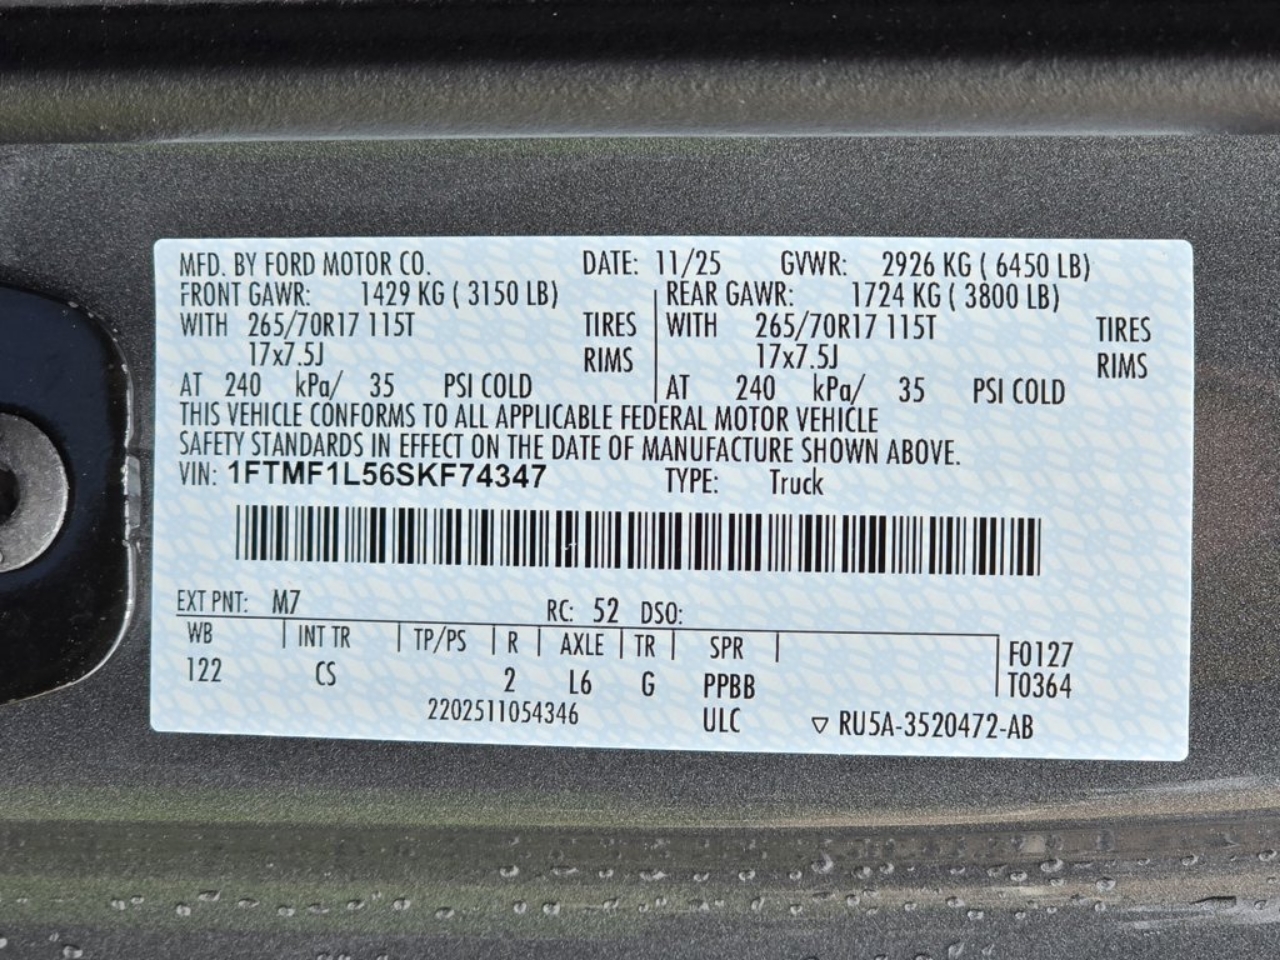 MFD. BY FORD MOTOR CO. DATE: 11/25 GVWR: 2926 KG ( 6450 LB)
FRONT GAWR: 1429 KG ( 3150 LB) REAR GAWR: 1724 KG ( 3800 LB)
WITH 265/70R17 115T TIRES WITH 265/70R17 115T TIRES
17x7.5J RIMS 17x7.5J RIMS
AT 240 kPa/ 35 PSI COLD AT 240 kPa/ 35 PSI COLD
THIS VEHICLE CONFORMS TO ALL APPLICABLE FEDERAL MOTOR VEHICLE
SAFETY STANDARDS IN EFFECT ON THE DATE OF MANUFACTURE SHOWN ABOVE.
VIN: 1FTMF1L56SKF74347 TYPE: Truck
EXT PNT: M7 RC: 52 DSO:
WB INT TR TP/PS R AXLE TR SPR F0127
122 CS 2 L6 G PPBB T0364
2202511054346 ULC ▽ RU5A-3520472-AB